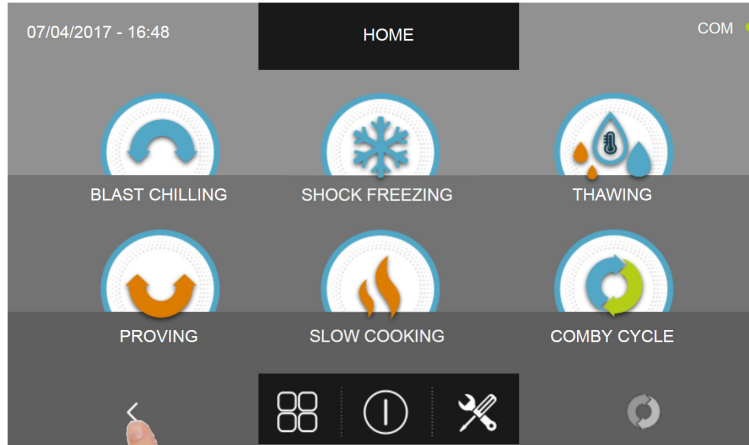 07/04/2017 - 16:48
HOME
COM
BLAST CHILLING
SHOCK FREEZING
THAWING
PROVING
SLOW COOKING
COMBY CYCLE